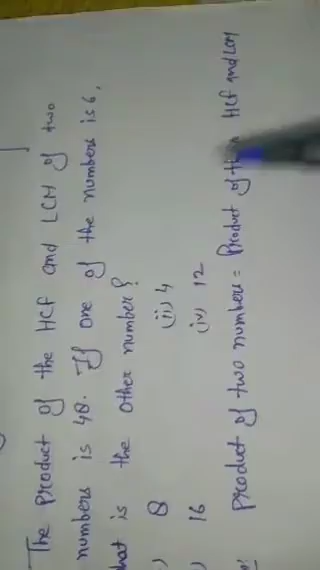 The product of the HCF and LCM of two
numbers is 48. If one of the numbers is 6,
hat is the other number?
) 8 (ii) 4
) 16 (iv) 12
Product of two numbers = Product of HCF and LCM